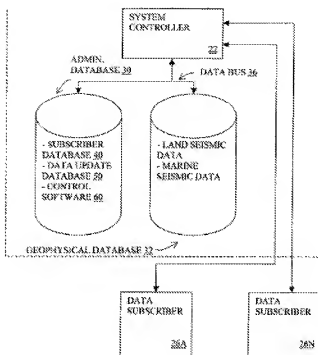 SYSTEM
CONTROLLER
22
ADMIN.
DATABASE 30
DATA BUS 36
- SUBSCRIBER
DATABASE 40
- DATA UPDATE
DATABASE 50
- CONTROL
SOFTWARE 60
- LAND SEISMIC
DATA
- MARINE
SEISMIC DATA
GEOPHYSICAL DATABASE 32
DATA
SUBSCRIBER
26A
DATA
SUBSCRIBER
26N